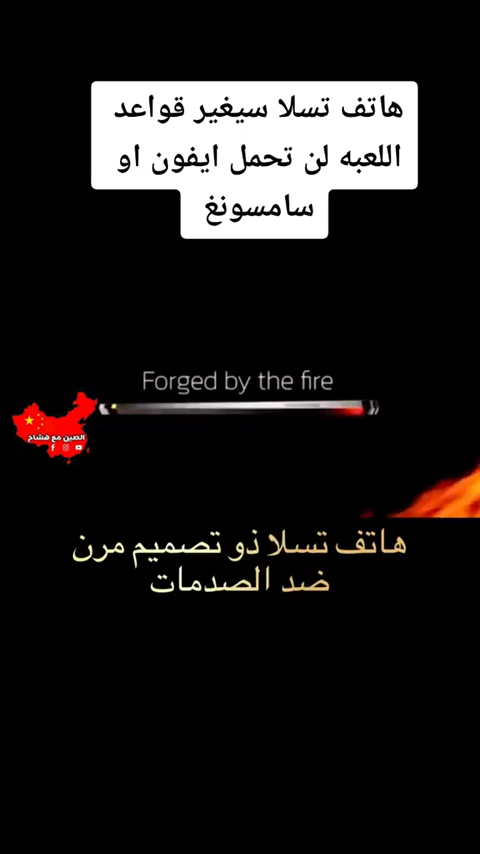 هاتف تسلا سيغير قواعد
اللعبه لن تحمل ايفون او
سامسونغ
Forged by the fire
الصين مع هشام
هاتف تسلا ذو تصميم مرن
ضد الصدمات